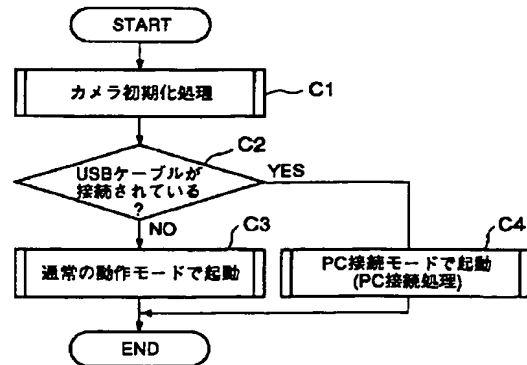 START
カメラ初期化処理
C1
C2
USBケーブルが
接続されている
?
YES
NO
C3
C4
通常の動作モードで起動
PC接続モードで起動
(PC接続処理)
END